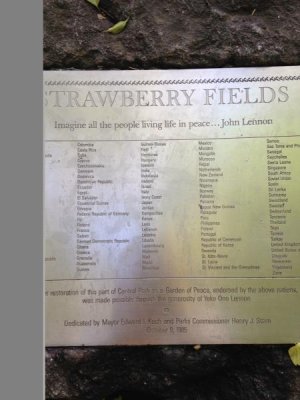 STRAWBERRY FIELDS
Imagine all the people living life in peace...John Lennon
Colombia
Costa Rica
Cuba
Cyprus
Czechoslovakia
Denmark
Dominica
Dominican Republic
Ecuador
Egypt
El Salvador
Equatorial Guinea
Ethiopia
Federal Republic of Germany
Fiji
Finland
France
Gabon
German Democratic Republic
Ghana
Greece
Grenada
Guatemala
Guinea
Guinea-Bissau
Haiti
Honduras
Hungary
Iceland
India
Ireland
Israel
Italy
Ivory Coast
Japan
Jordan
Kampuchea
Kenya
Laos
Lebanon
Lesotho
Liberia
Luxembourg
Malawi
Mali
Malta
Mauritius
Mexico
Monaco
Mongolia
Morocco
Nepal
Netherlands
New Zealand
Nicaragua
Nigeria
Norway
Pakistan
Panama
Papua New Guinea
Paraguay
Peru
Philippines
Poland
Portugal
Republic of Cameroon
Republic of Korea
Rwanda
St. Kitts-Nevis
St. Lucia
St. Vincent and the Grenadines
Samoa
Sao Tome and
Senegal
Seychelles
Sierra Leone
Singapore
South Africa
Soviet Union
Spain
Sri Lanka
Suriname
Swaziland
Sweden
Switzerland
Tanzania
Thailand
Togo
Tunisia
Turkey
United Kingdom
United States
Uruguay
Venezuela
Yugoslavia
Zaire
restoration of this part of Central Park as a Garden of Peace, endorsed by the above nations,
was made possible through the generosity of Yoko Ono Lennon.
Dedicated by Mayor Edward I. Koch and Parks Commissioner Henry J. Stern
October 9, 1985